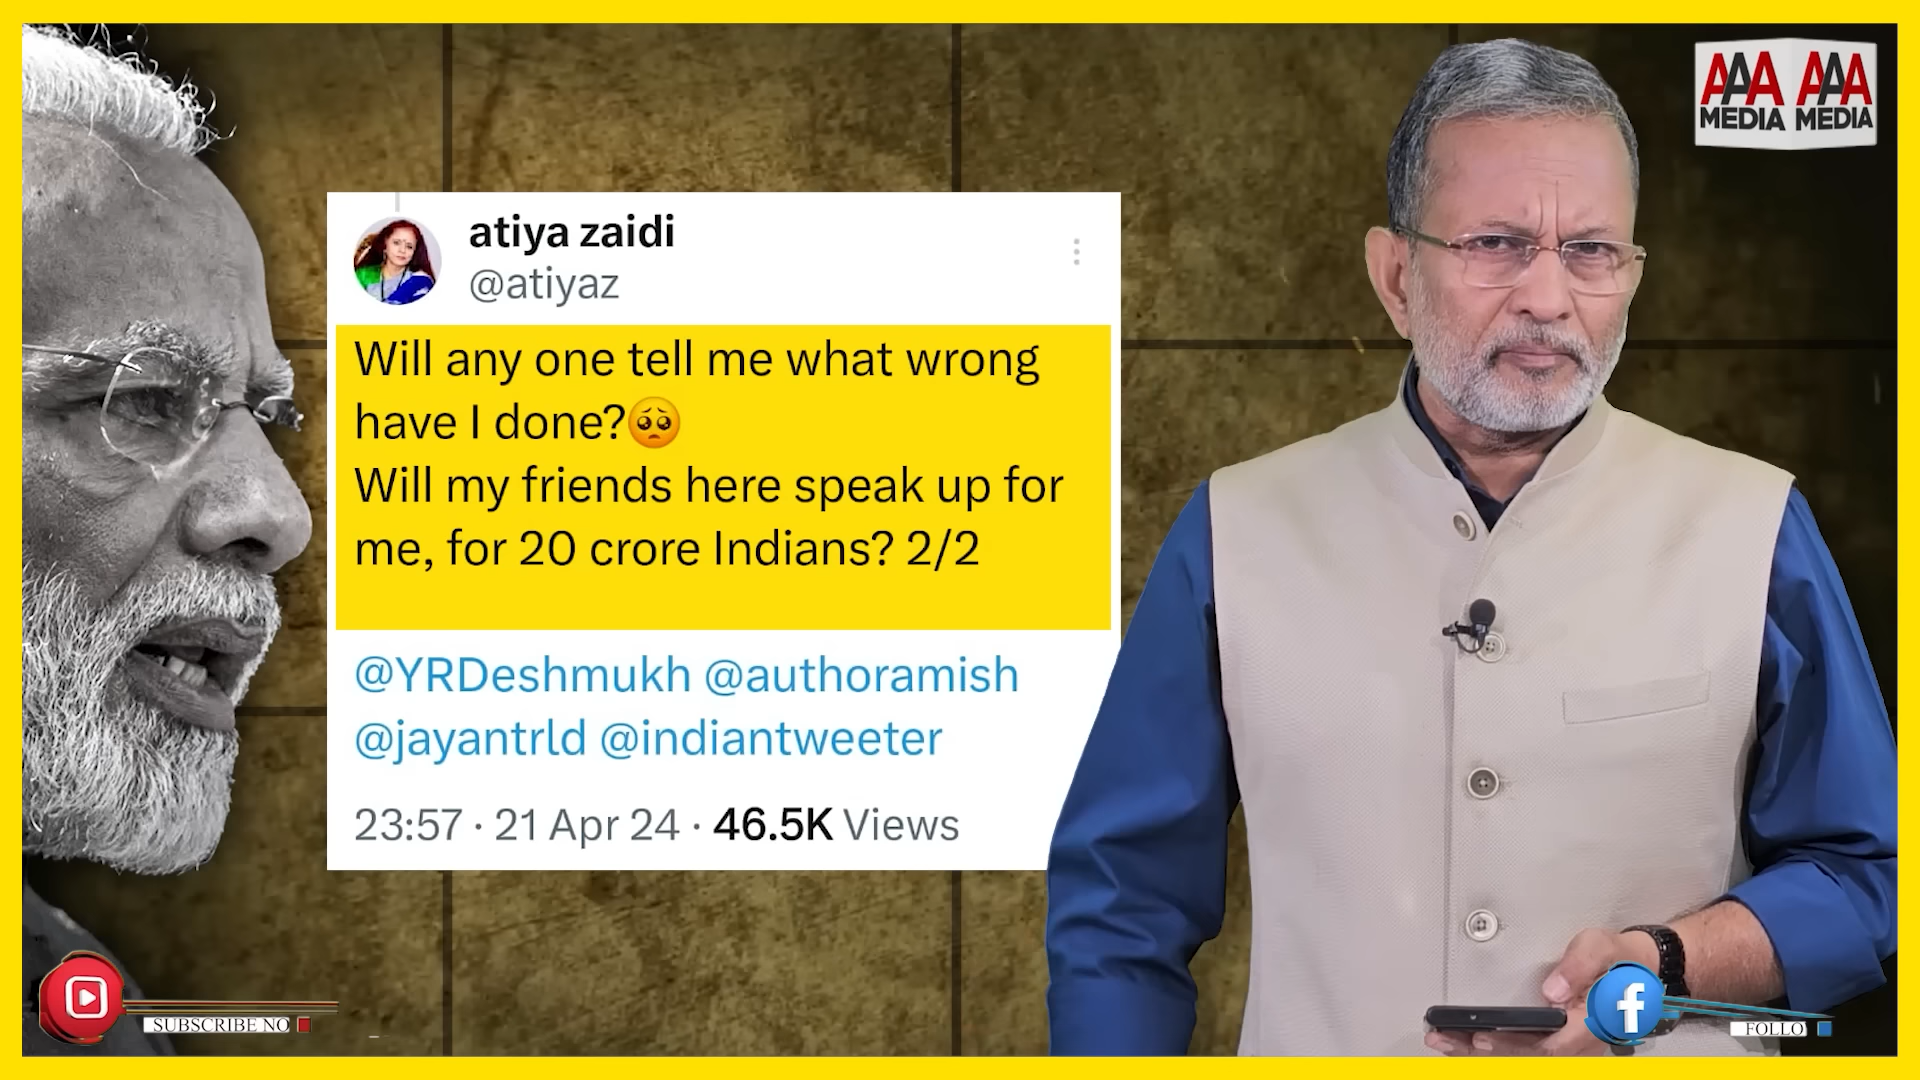 AAA AAA
MEDIA MEDIA
atiya zaidi
@atiyaz
Will any one tell me what wrong
have I done?🥺
Will my friends here speak up for
me, for 20 crore Indians? 2/2
@YRDeshmukh @authoramish
@jayantrld @indiantweeter
23:57 · 21 Apr 24 · 46.5K Views
SUBSCRIBE NO
FOLLO